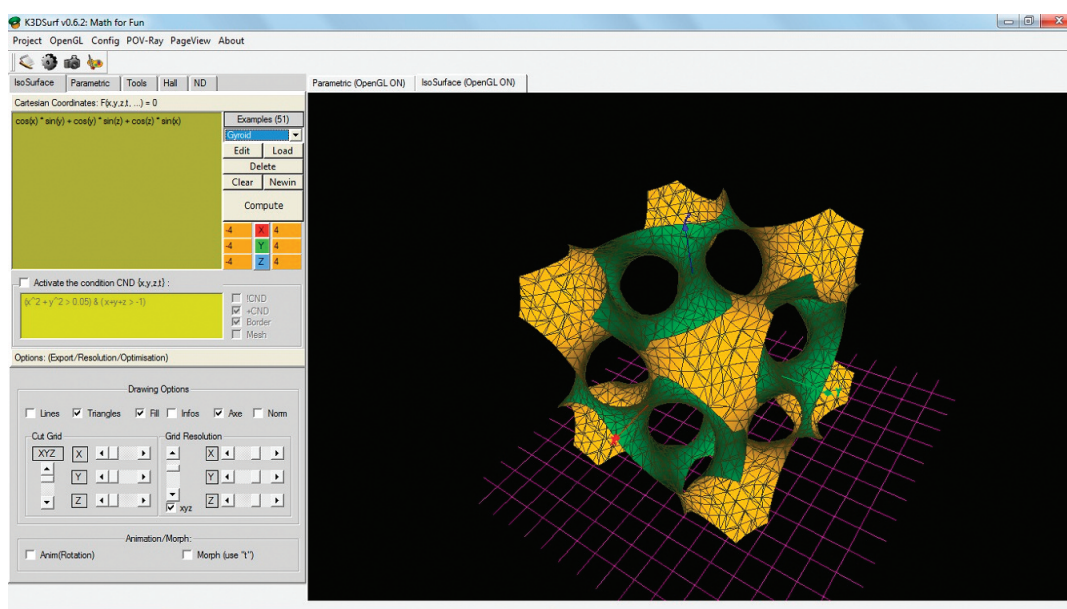 K3DSurf v0.6.2: Math for Fun
Project OpenGL Config POV-Ray PageView About
IsoSurface Parametric Tools Hall ND
Parametric (OpenGL ON) IsoSurface (OpenGL ON)
Cartesian Coordinates: F(x,y,z,t, ...) = 0
cos(x) * sin(y) + cos(y) * sin(z) + cos(z) * sin(x)
Examples (51)
Gyroid
Edit Load
Delete
Clear Newin
Compute
-4 X 4
-4 Y 4
-4 Z 4
Activate the condition CND {x,y,z,t} :
(x^2 + y^2 > 0.05) & (x+y+z > -1)
!CND
+CND
Border
Mesh
Options: (Export/Resolution/Optimisation)
Drawing Options
Lines Triangles Fill Infos Axe Norm
Cut Grid Grid Resolution
XYZ X X
Y Y
Z xyz Z
Animation/Morph:
Anim(Rotation) Morph (use "t")